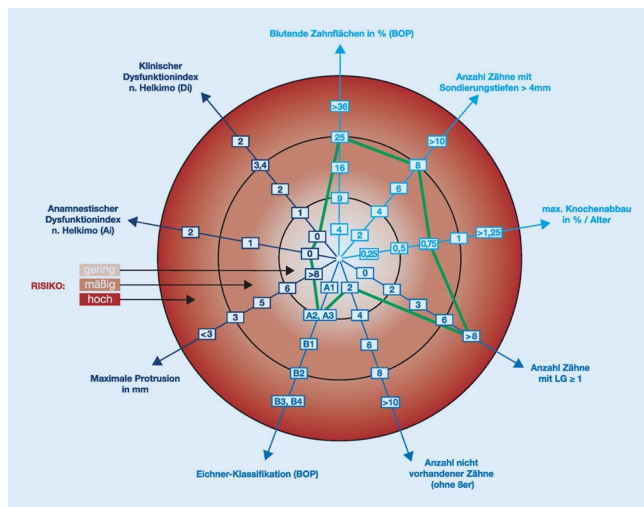 Blutende Zahnflächen in % (BOP)
>36
25
16
9
4
Anzahl Zähne mit
Sondierungstiefen > 4mm
>10
8
6
4
2
max. Knochenabbau
in % / Alter
>1,25
1
0,75
0,5
0,25
Anzahl Zähne
mit LG ≥ 1
>8
6
3
2
0
Anzahl nicht
vorhandener Zähne
(ohne 8er)
>10
8
6
4
2
Eichner-Klassifikation (BOP)
B3, B4
B2
B1
A2, A3
A1
Maximale Protrusion
in mm
<3
3
5
6
>8
Anamnestischer
Dysfunktionindex
n. Helkimo (Ai)
2
1
0
Klinischer
Dysfunktionindex
n. Helkimo (Di)
2
3,4
2
1
0
RISIKO:
gering
mäßig
hoch